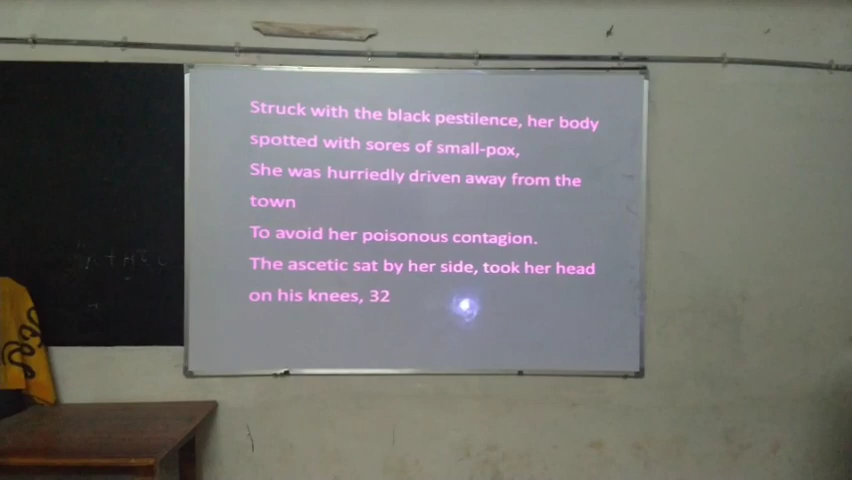 Struck with the black pestilence, her body
spotted with sores of small-pox,
She was hurriedly driven away from the
town
To avoid her poisonous contagion.
The ascetic sat by her side, took her head
on his knees, 32